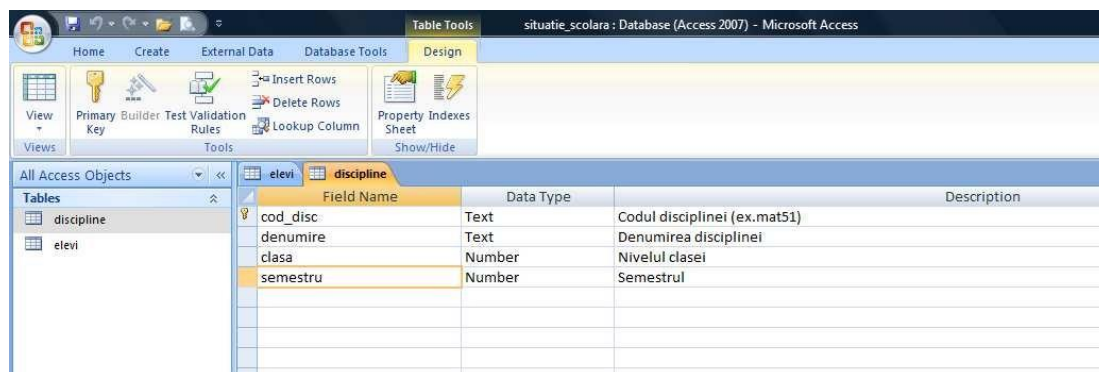 Table Tools situatie_scolara : Database (Access 2007) - Microsoft Access
Home Create External Data Database Tools Design
View
Primary Key
Builder
Test Validation Rules
Insert Rows
Delete Rows
Lookup Column
Property Sheet
Indexes
Views Tools Show/Hide
All Access Objects
elevi discipline
Tables
discipline
elevi
Field Name Data Type Description
cod_disc Text Codul disciplinei (ex.mat51)
denumire Text Denumirea disciplinei
clasa Number Nivelul clasei
semestru Number Semestrul